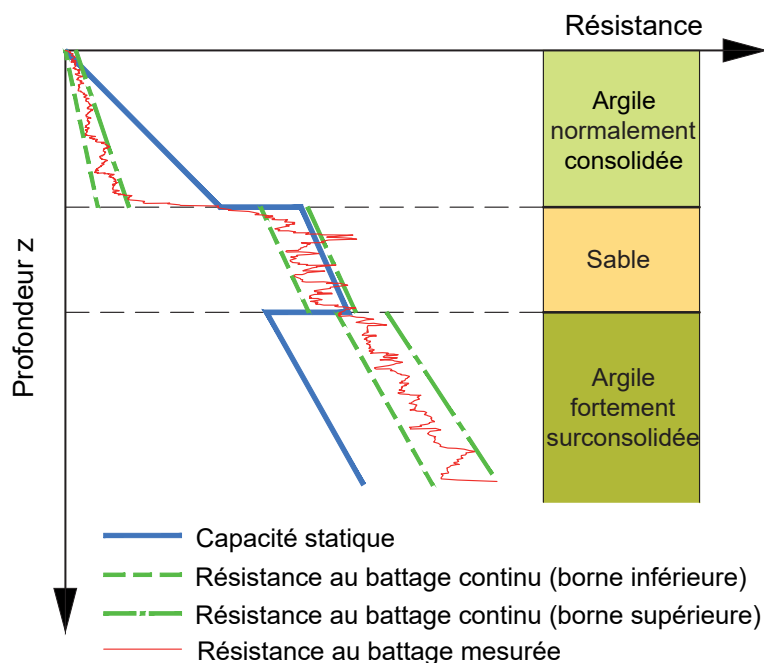 Résistance
Argile
normalement
consolidée
Sable
Argile
fortement
surconsolidée
Profondeur z
Capacité statique
Résistance au battage continu (borne inférieure)
Résistance au battage continu (borne supérieure)
Résistance au battage mesurée